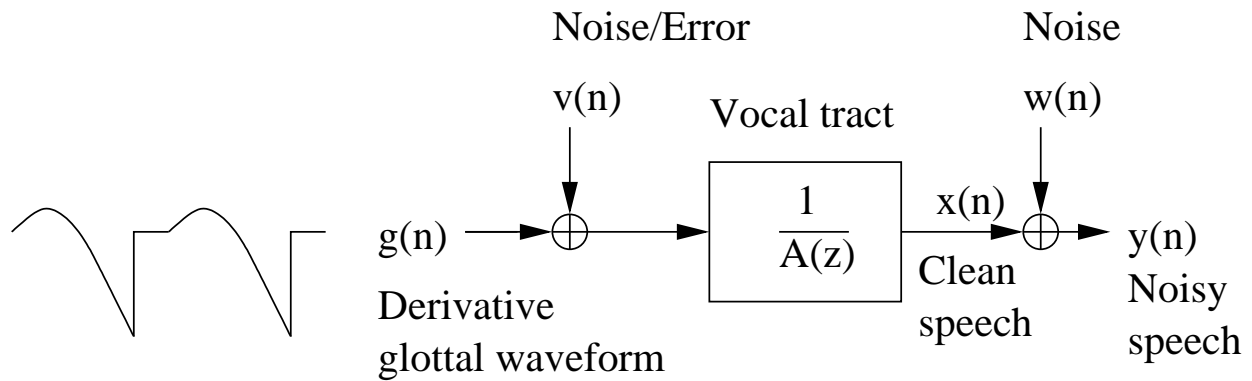 Noise/Error
Noise
v(n)
w(n)
Vocal tract
g(n)
1
A(z)
x(n)
y(n)
Derivative
glottal waveform
Clean
speech
Noisy
speech